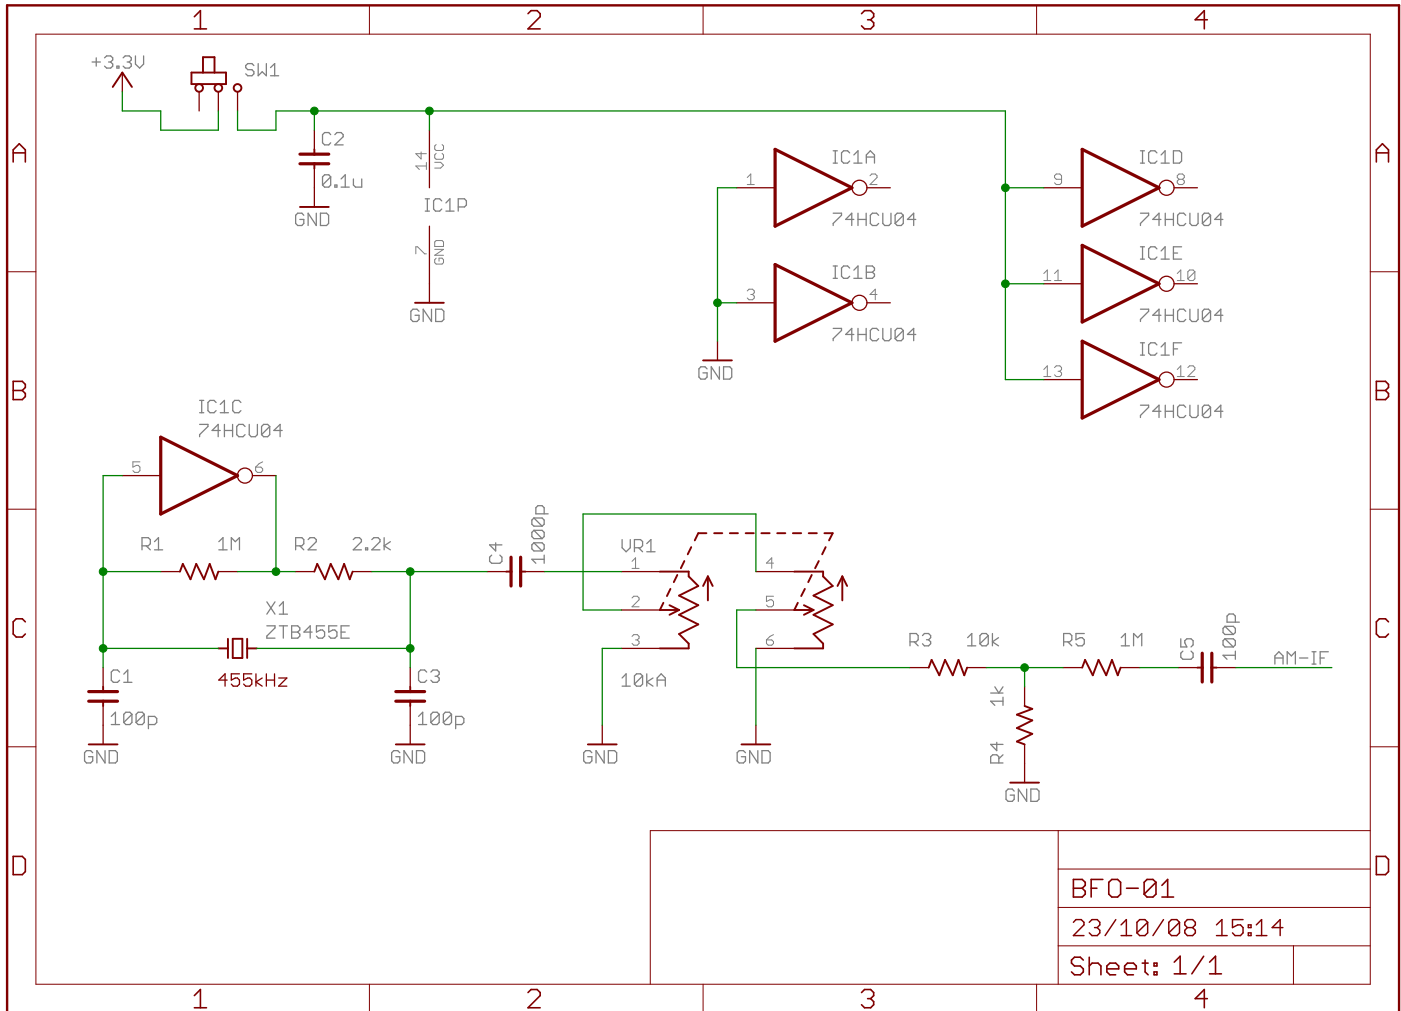 1 2 3 4
A A
B B
C C
D D
+3.3V
SW1
C2
0.1u
GND
14
VCC
IC1P
7
GND
GND
IC1A
1 2
74HCU04
IC1B
3 4
74HCU04
GND
IC1D
9 8
74HCU04
IC1E
11 10
74HCU04
IC1F
13 12
74HCU04
IC1C
74HCU04
5 6
R1 1M
R2 2.2k
X1
ZTB455E
455kHz
C1
100p
GND
C3
100p
GND
C4
1000p
VR1
1
2
3
10kA
GND
4
5
6
GND
R3 10k
1k
R4
GND
R5 1M
C5
100p
AM-IF
BFO-01
23/10/08 15:14
Sheet: 1/1
1 2 3 4